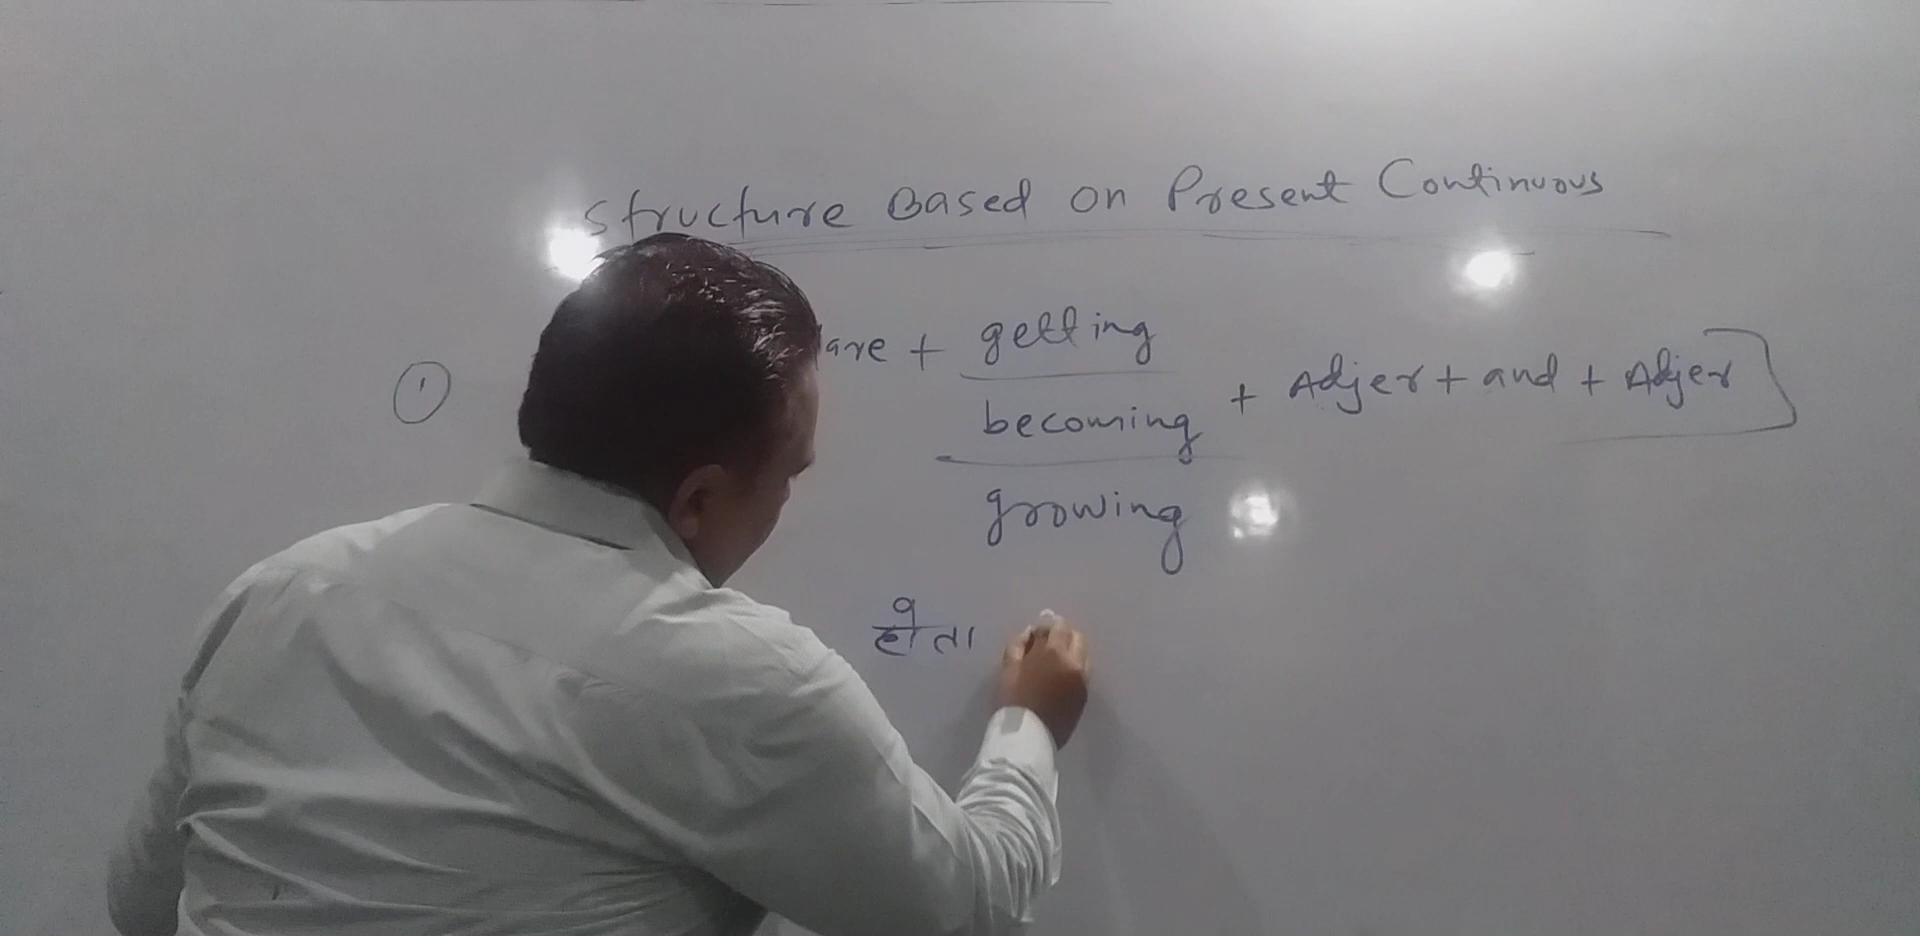 Structure Based on Present Continuous
① are + getting + Adjer + and + Adjer
becoming
growing
होता